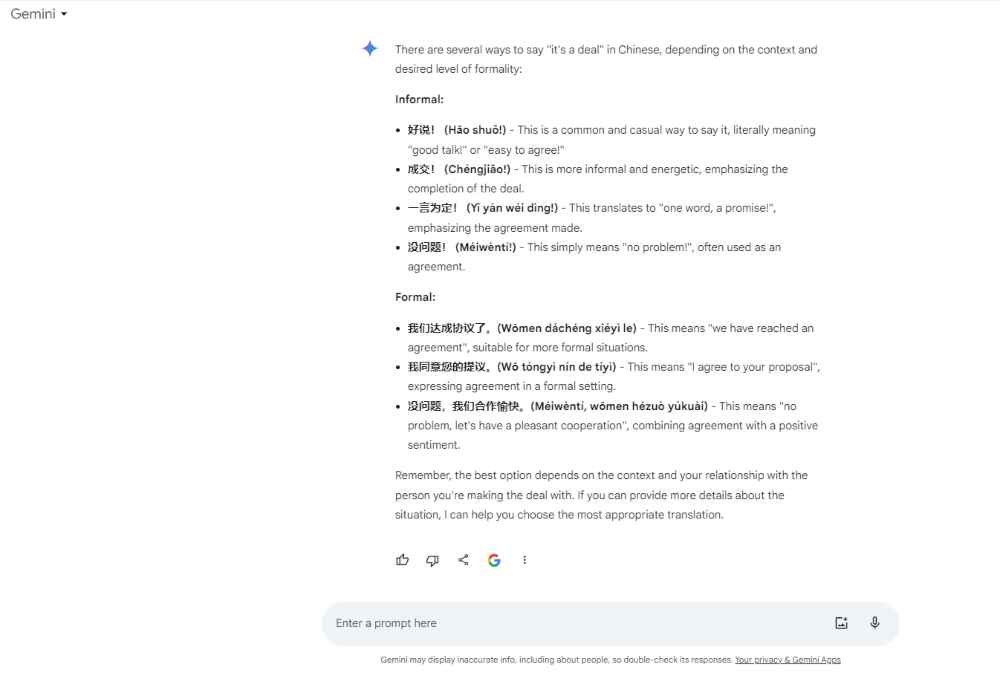 Gemini
There are several ways to say "it's a deal" in Chinese, depending on the context and
desired level of formality:
Informal:
• 好说！ (Hǎo shuō!) - This is a common and casual way to say it, literally meaning
"good talk!" or "easy to agree!"
• 成交！ (Chéngjiāo!) - This is more informal and energetic, emphasizing the
completion of the deal.
• 一言为定！ (Yī yán wéi dìng!) - This translates to "one word, a promise!",
emphasizing the agreement made.
• 没问题！ (Méiwèntí!) - This simply means "no problem!", often used as an
agreement.
Formal:
• 我们达成协议了。(Wǒmen dáchéng xiéyì le) - This means "we have reached an
agreement", suitable for more formal situations.
• 我同意您的提议。(Wǒ tóngyì nín de tíyì) - This means "I agree to your proposal",
expressing agreement in a formal setting.
• 没问题，我们合作愉快。(Méiwèntí, wǒmen hézuò yúkuài) - This means "no
problem, let's have a pleasant cooperation", combining agreement with a positive
sentiment.
Remember, the best option depends on the context and your relationship with the
person you're making the deal with. If you can provide more details about the
situation, I can help you choose the most appropriate translation.
Enter a prompt here
Gemini may display inaccurate info, including about people, so double-check its responses. Your privacy & Gemini Apps